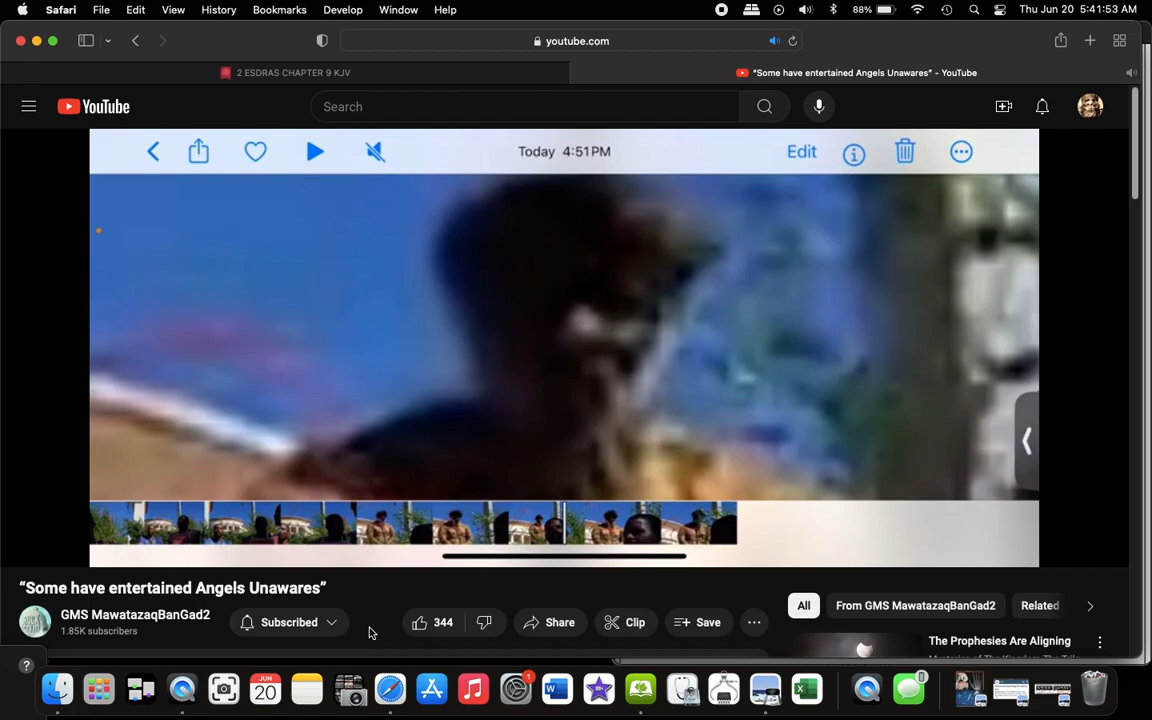 Safari File Edit View History Bookmarks Develop Window Help 88% Thu Jun 20 5:41:53 AM
youtube.com
2 ESDRAS CHAPTER 9 KJV "Some have entertained Angels Unawares" - YouTube
YouTube Search
Today 4:51PM Edit
"Some have entertained Angels Unawares"
GMS MawatazaqBanGad2
1.85K subscribers
Subscribed 344 Share Clip Save
All From GMS MawatazaqBanGad2 Related
The Prophesies Are Aligning
?
JUN
20
1